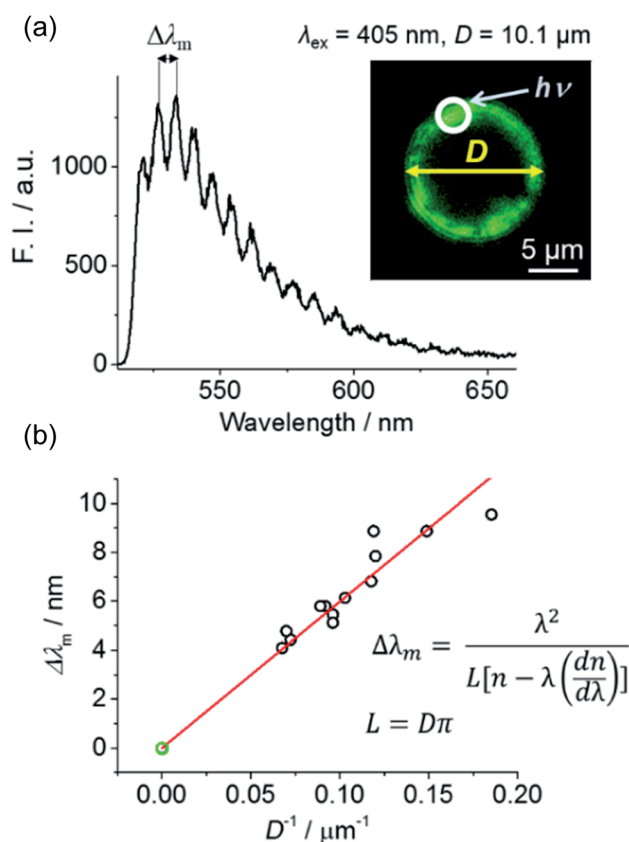 (a)
Δλm
λex = 405 nm, D = 10.1 μm
hν
D
5 μm
1000
500
0
F. I. / a.u.
550
600
650
Wavelength / nm
(b)
10
8
6
4
2
0
Δλm / nm
Δλm = λ² / L[n − λ(dn/dλ)]
L = Dπ
0.00
0.05
0.10
0.15
0.20
D⁻¹ / μm⁻¹